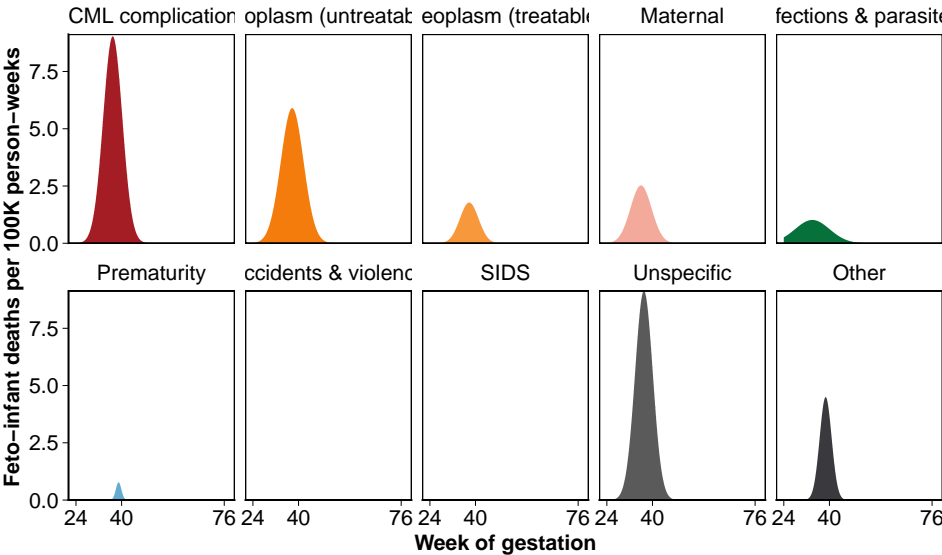 CML complication
oplasm (untreatab
eoplasm (treatable
Maternal
fections & parasite
7.5
5.0
2.5
0.0
Prematurity
ccidents & violenc
SIDS
Unspecific
Other
7.5
5.0
2.5
0.0
24 40 76
24 40 76
24 40 76
24 40 76
24 40 76
Week of gestation
Feto−infant deaths per 100K person−weeks